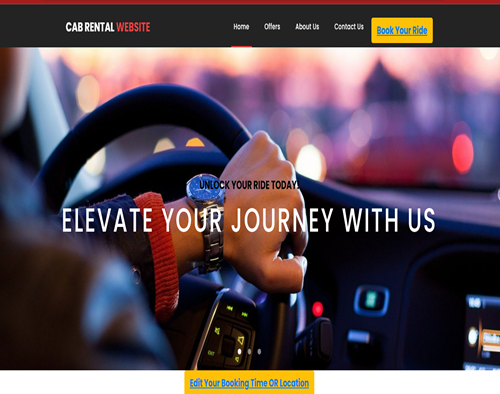 CAB RENTAL WEBSITE
Home Offers About Us Contact Us Book Your Ride
UNLOCK YOUR RIDE TODAY!
ELEVATE YOUR JOURNEY WITH US
Edit Your Booking Time OR Location